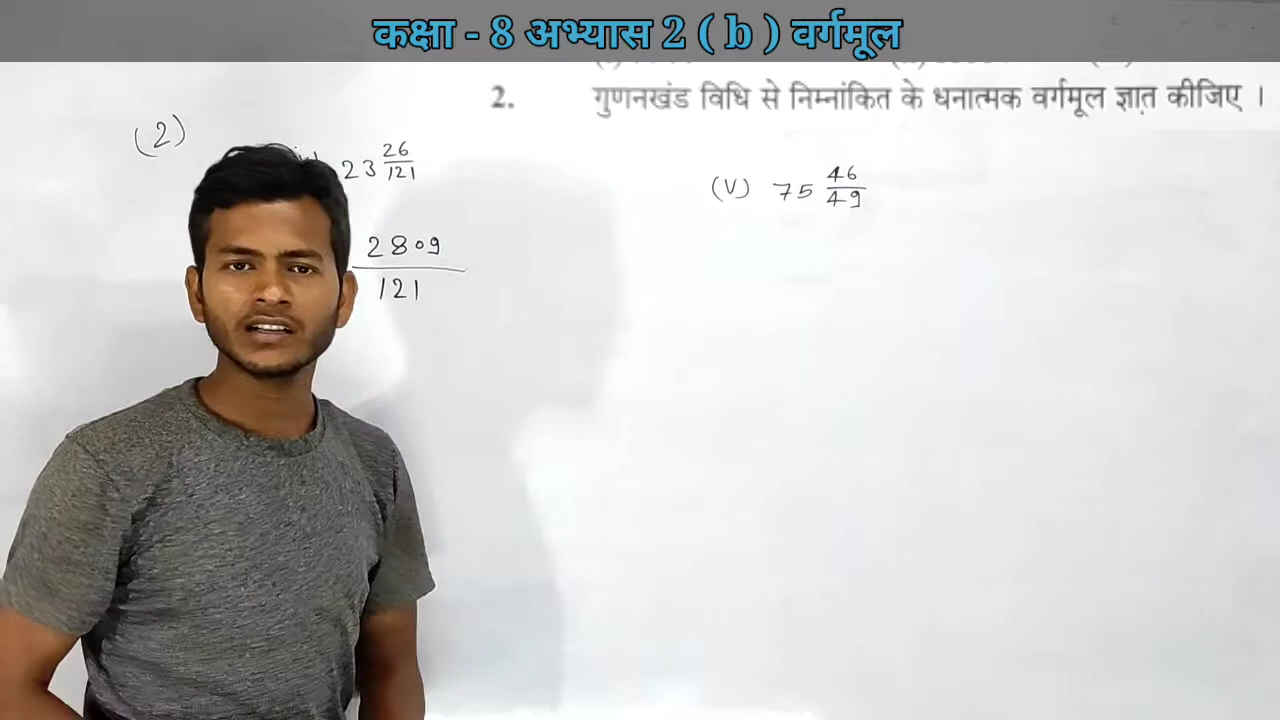 कक्षा - 8 अभ्यास 2 ( b ) वर्गमूल
2. गुणनखंड विधि से निम्नांकित के धनात्मक वर्गमूल ज्ञात कीजिए ।
(2)
23 26/121
2809/121
(V) 75 46/49